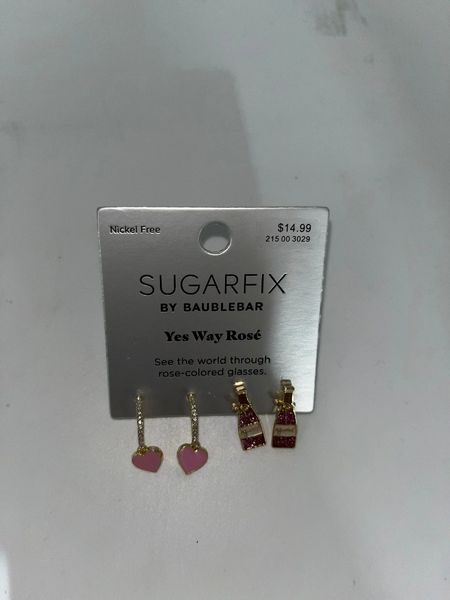 Nickel Free
$14.99
215 00 3029
SUGARFIX
BY BAUBLEBAR
Yes Way Rosé
See the world through
rose-colored glasses.